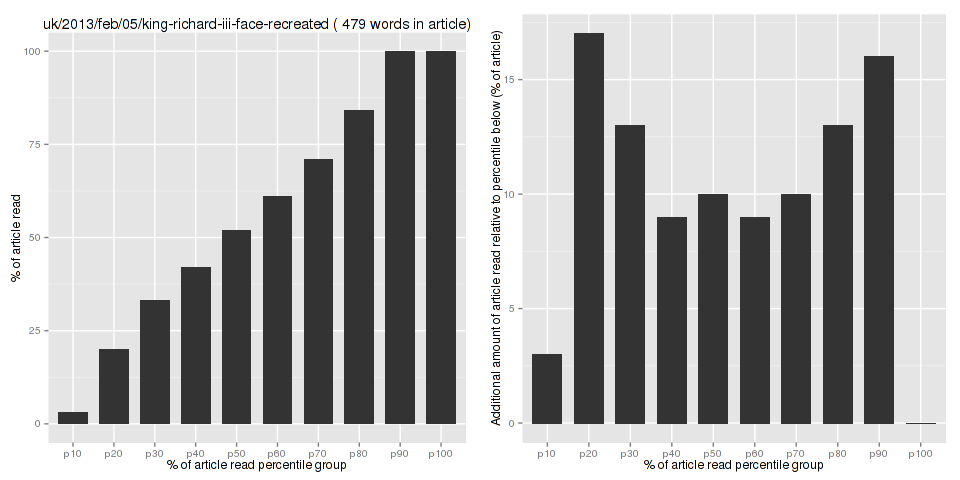 uk/2013/feb/05/king-richard-iii-face-recreated ( 479 words in article)
% of article read
100
75
50
25
0
p10 p20 p30 p40 p50 p60 p70 p80 p90 p100
% of article read percentile group
Additional amount of article read relative to percentile below (% of article)
15
10
5
0
p10 p20 p30 p40 p50 p60 p70 p80 p90 p100
% of article read percentile group